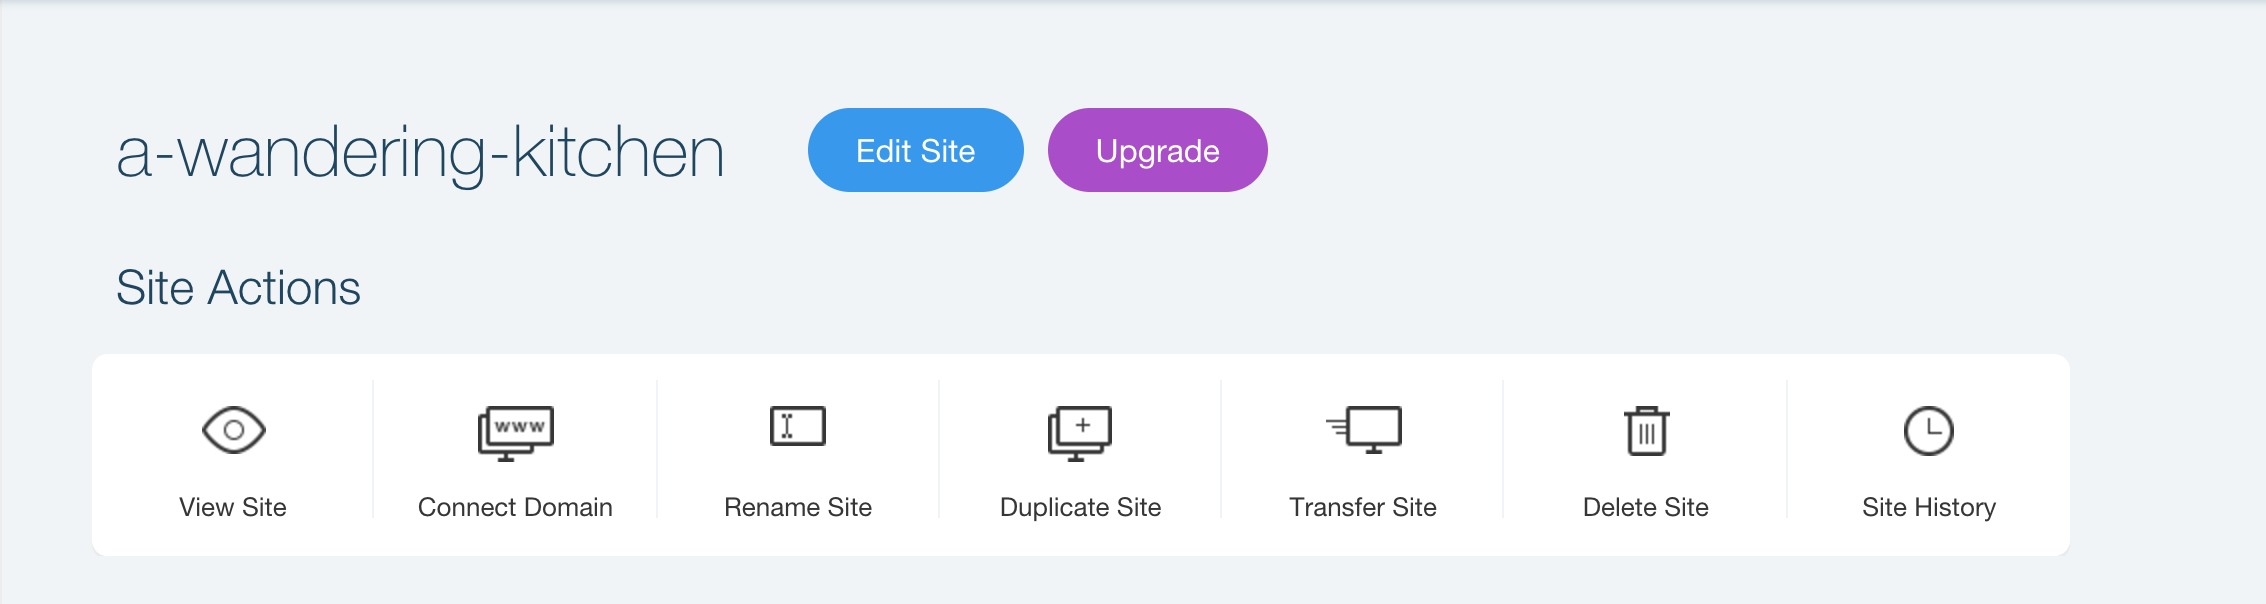 a-wandering-kitchen
Edit Site
Upgrade
Site Actions
www
View Site
Connect Domain
Rename Site
Duplicate Site
Transfer Site
Delete Site
Site History